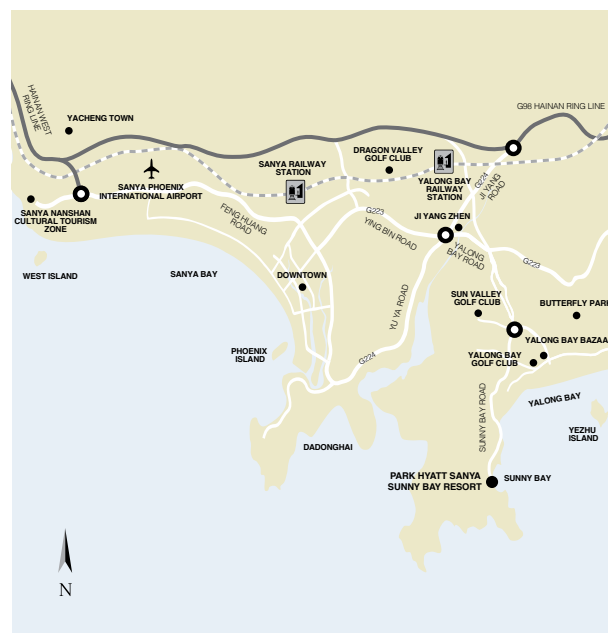 HAINAN WEST
RING LINE
YACHENG TOWN
G98 HAINAN RING LINE
DRAGON VALLEY
GOLF CLUB
SANYA RAILWAY
STATION
YALONG BAY
RAILWAY
STATION
G224
JI YANG
ROAD
SANYA PHOENIX
INTERNATIONAL AIRPORT
SANYA NANSHAN
CULTURAL TOURISM
ZONE
FENG HUANG
ROAD
G223
YING BIN ROAD
JI YANG ZHEN
YALONG
BAY ROAD
G223
WEST ISLAND
SANYA BAY
DOWNTOWN
YU YA ROAD
SUN VALLEY
GOLF CLUB
BUTTERFLY PARK
YALONG BAY BAZAA
PHOENIX
ISLAND
G224
YALONG BAY
GOLF CLUB
SUNNY BAY ROAD
YALONG BAY
YEZHU
ISLAND
DADONGHAI
PARK HYATT SANYA
SUNNY BAY RESORT
SUNNY BAY
N